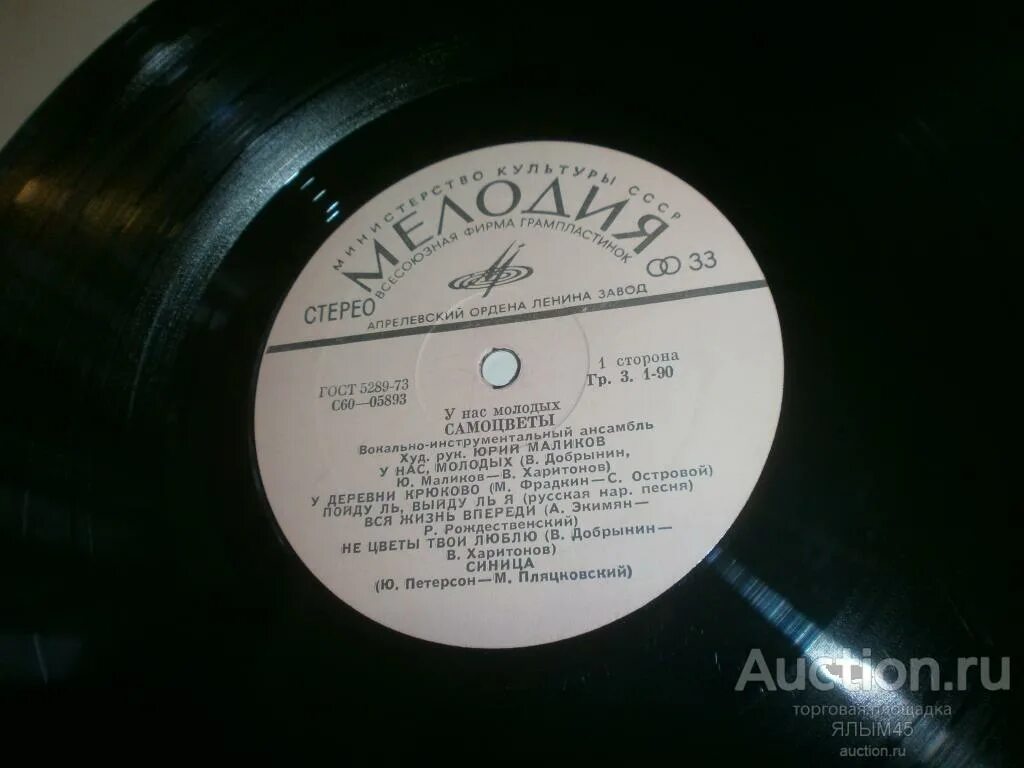 МИНИСТЕРСТВО КУЛЬТУРЫ СССР
МЕЛОДИЯ
ВСЕСОЮЗНАЯ ФИРМА ГРАМПЛАСТИНОК
СТЕРЕО
33
АПРЕЛЕВСКИЙ ОРДЕНА ЛЕНИНА ЗАВОД
ГОСТ 5289-73
С60—05893
1 сторона
Гр. 3. 1-90
У нас молодых
САМОЦВЕТЫ
Вокально-инструментальный ансамбль
Худ. рук. ЮРИЙ МАЛИКОВ
У НАС, МОЛОДЫХ (В. Добрынин,
Ю. Маликов—В. Харитонов)
У ДЕРЕВНИ КРЮКОВО (М. Фрадкин—С. Островой)
ПОЙДУ ЛЬ, ВЫЙДУ ЛЬ Я (русская нар. песня)
ВСЯ ЖИЗНЬ ВПЕРЕДИ (А. Экимян—
Р. Рождественский)
НЕ ЦВЕТЫ ТВОИ ЛЮБЛЮ (В. Добрынин—
В. Харитонов)
СИНИЦА
(Ю. Петерсон—М. Пляцковский)
Auction.ru
торговая площадка
ЯЛЫМ45
auction.ru